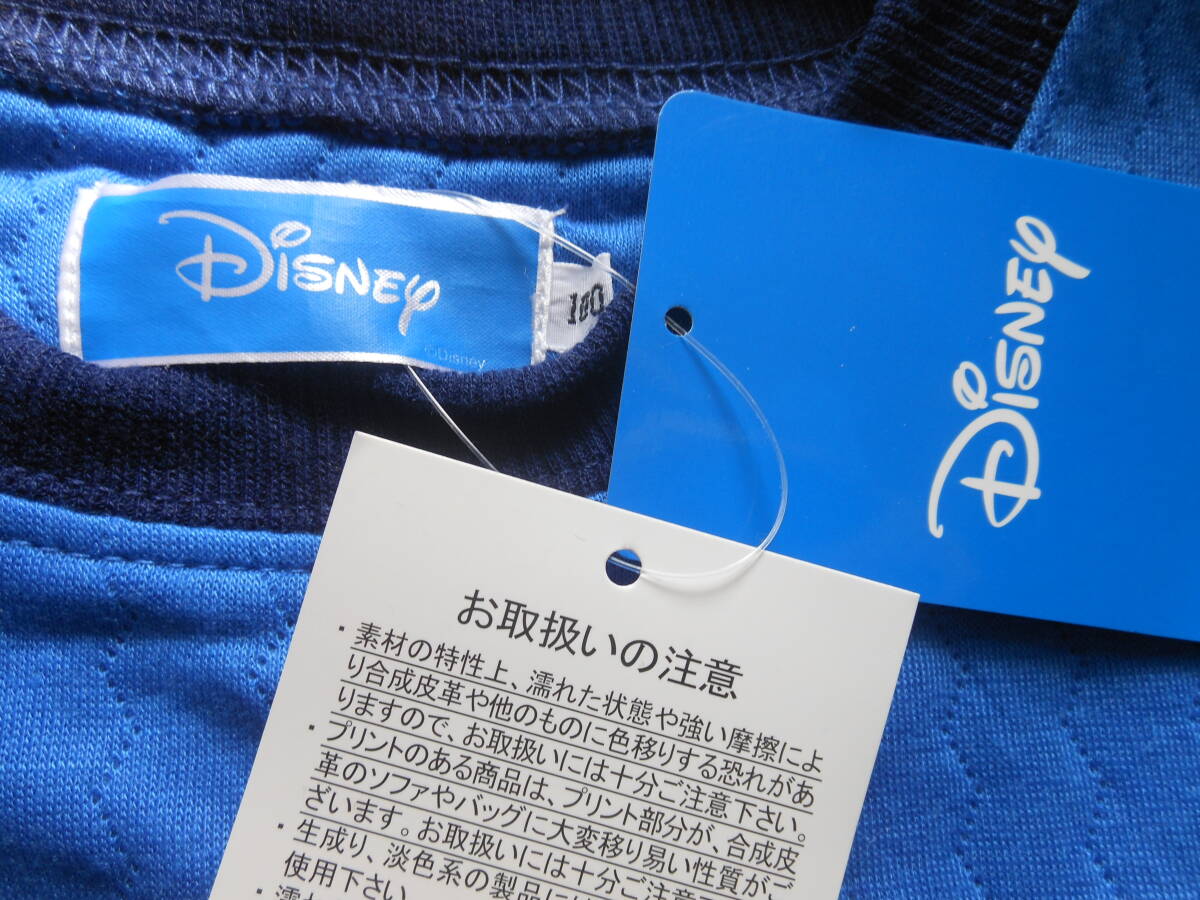 Disney
©Disney
Disney
お取扱いの注意
・素材の特性上、濡れた状態や強い摩擦によ
り合成皮革や他のものに色移りする恐れがあ
りますので、お取扱いには十分ご注意下さい。
・プリントのある商品は、プリント部分が、合成皮
革のソファやバッグに大変移り易い性質がご
ざいます。お取扱いには十分ご注意
・生成り、淡色系の製品には
使用下さい
・濡れ